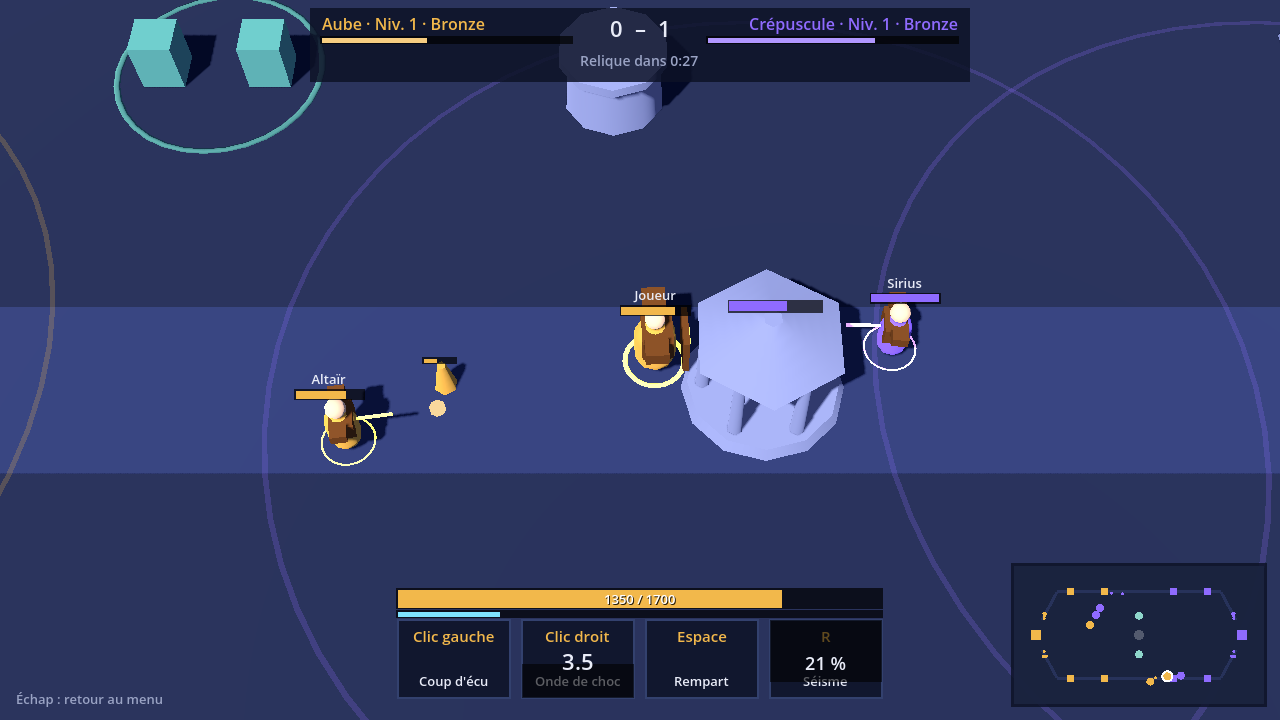 Aube · Niv. 1 · Bronze
0 – 1
Crépuscule · Niv. 1 · Bronze
Relique dans 0:27
Sirius
Joueur
Altaïr
1350 / 1700
Clic gauche
Coup d'écu
Clic droit
3.5
Onde de choc
Espace
Rempart
R
21 %
Séisme
Échap : retour au menu